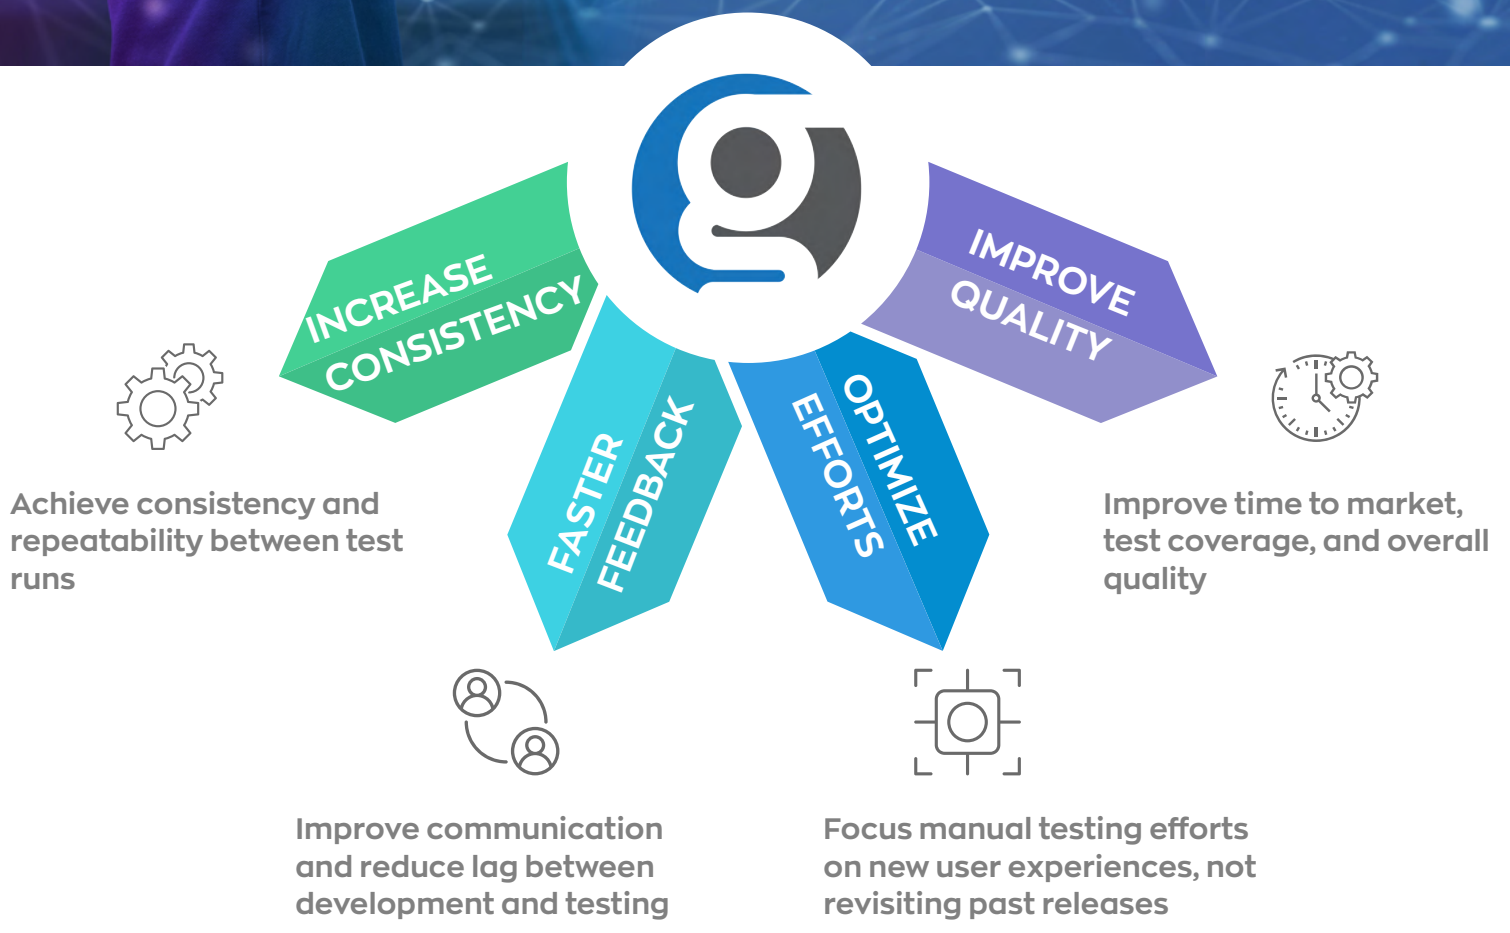 INCREASE
CONSISTENCY
Achieve consistency and
repeatability between test
runs
FASTER
FEEDBACK
Improve communication
and reduce lag between
development and testing
OPTIMIZE
EFFORTS
Focus manual testing efforts
on new user experiences, not
revisiting past releases
IMPROVE
QUALITY
Improve time to market,
test coverage, and overall
quality